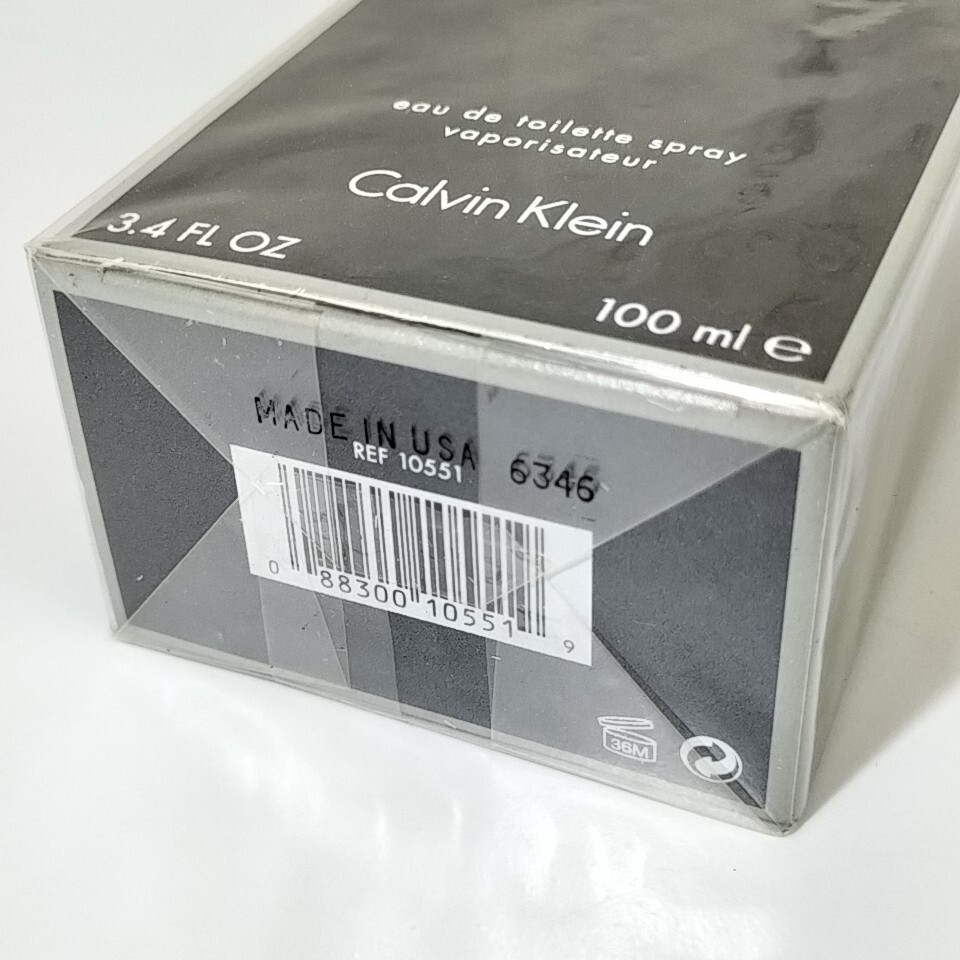 eau de toilette spray
vaporisateur
Calvin Klein
3.4 FL OZ
100 ml e
MADE IN USA 6346
REF 10551
0 88300 10551 9
36M